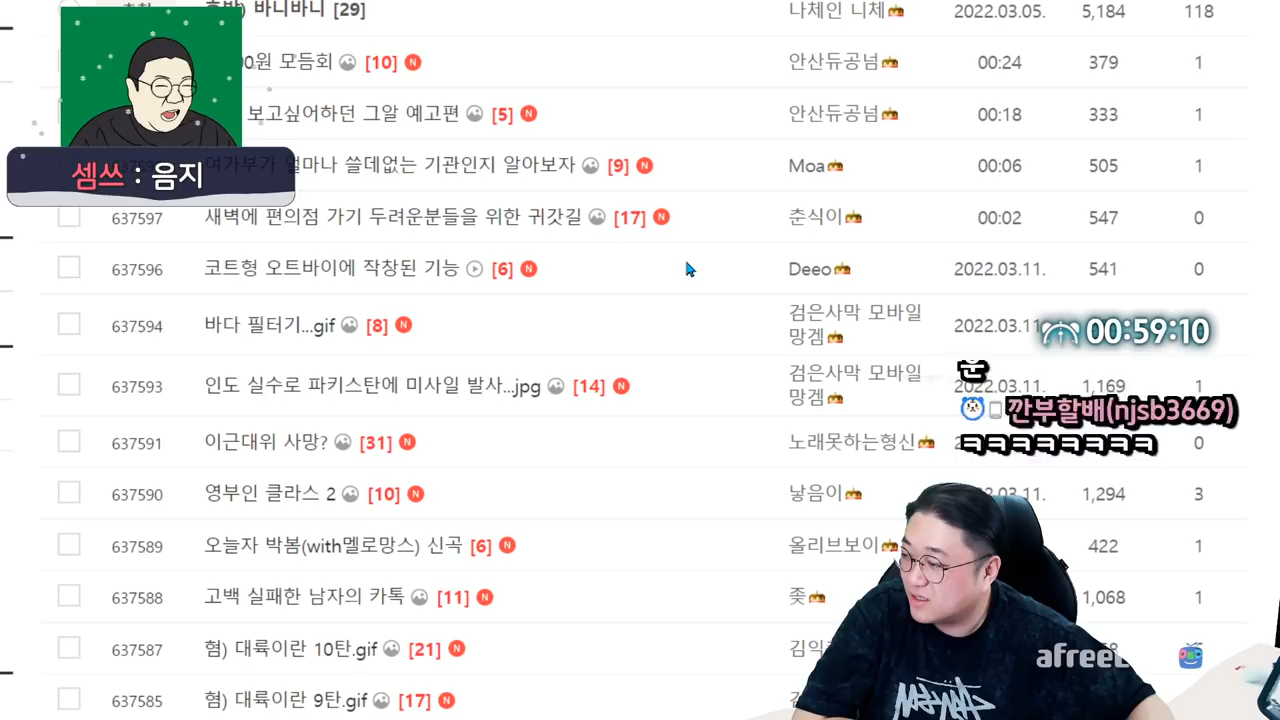 바니바니 [29] 나체인 니체 2022.03.05. 5,184 118
00원 모듬회 [10] N 안산듀공넘 00:24 379 1
보고싶어하던 그알 예고편 [5] N 안산듀공넘 00:18 333 1
여가부가 얼마나 쓸데없는 기관인지 알아보자 [9] N Moa 00:06 505 1
셈쓰 : 음지
637597 새벽에 편의점 가기 두려운분들을 위한 귀갓길 [17] N 춘식이 00:02 547 0
637596 코트형 오트바이에 작창된 기능 [6] N Deeo 2022.03.11. 541 0
637594 바다 필터기...gif [8] N 검은사막 모바일 망겜 2022.03.11
00:59:10
637593 인도 실수로 파키스탄에 미사일 발사...jpg [14] N 검은사막 모바일 망겜 2022.03.11. 1,169 1
깐부할배(njsb3669)
ㅋㅋㅋㅋㅋㅋㅋㅋ
637591 이근대위 사망? [31] N 노래못하는형신 0
637590 영부인 클라스 2 [10] N 낳음이 03.11. 1,294 3
637589 오늘자 박봄(with멜로망스) 신곡 [6] N 올리브보이 422 1
637588 고백 실패한 남자의 카톡 [11] N 줒 1,068 1
637587 혐) 대륙이란 10탄.gif [21] N 김익
637585 혐) 대륙이란 9탄.gif [17] N